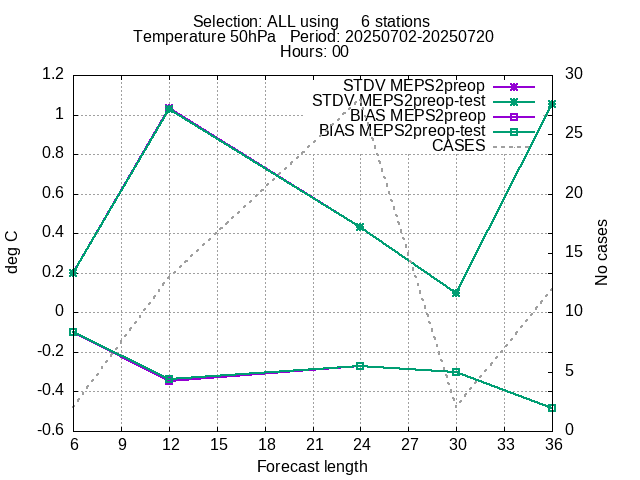 Selection: ALL using     6 stations
Temperature 50hPa   Period: 20250702-20250720
Hours: 00
STDV MEPS2preop
STDV MEPS2preop-test
BIAS MEPS2preop
BIAS MEPS2preop-test
CASES
deg C
1.2
1
0.8
0.6
0.4
0.2
0
-0.2
-0.4
-0.6
No cases
30
25
20
15
10
5
0
6 9 12 15 18 21 24 27 30 33 36
Forecast length